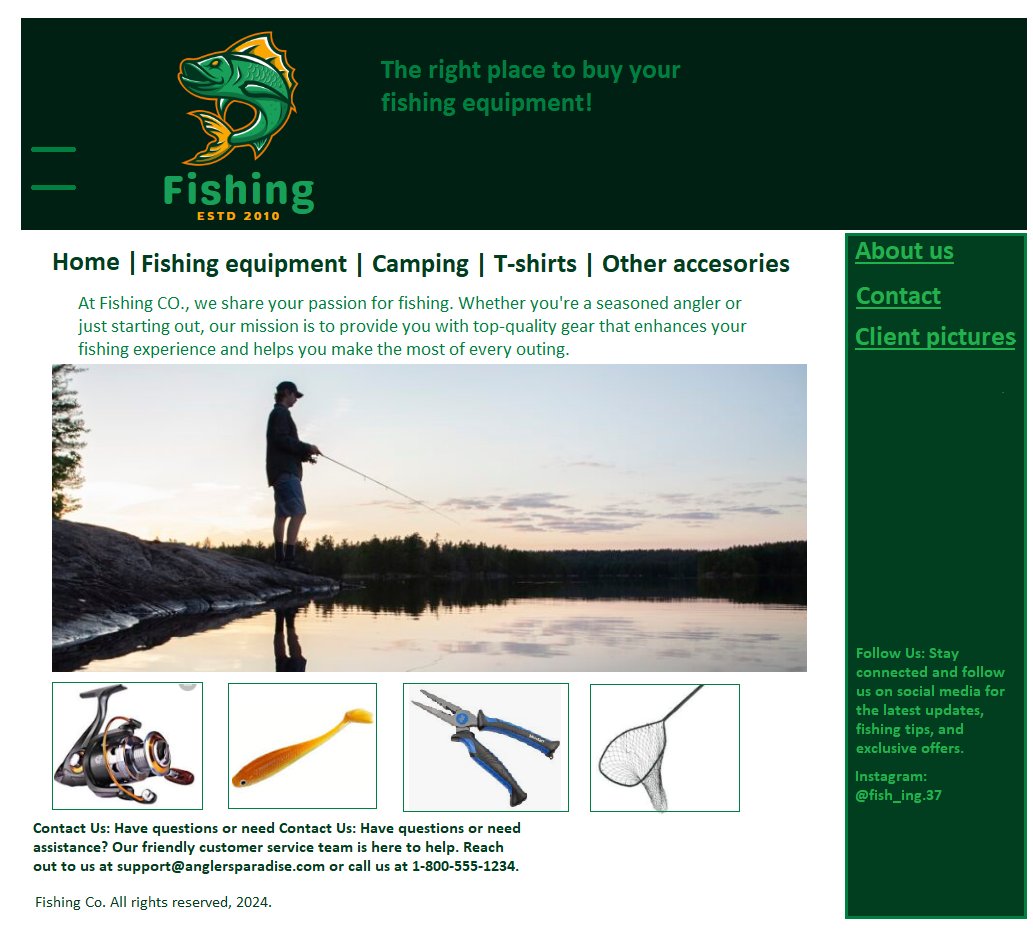 The right place to buy your
fishing equipment!
Fishing
ESTD 2010
Home | Fishing equipment | Camping | T-shirts | Other accesories
At Fishing CO., we share your passion for fishing. Whether you're a seasoned angler or
just starting out, our mission is to provide you with top-quality gear that enhances your
fishing experience and helps you make the most of every outing.
About us
Contact
Client pictures
Follow Us: Stay
connected and follow
us on social media for
the latest updates,
fishing tips, and
exclusive offers.
Instagram:
@fish_ing.37
Contact Us: Have questions or need Contact Us: Have questions or need
assistance? Our friendly customer service team is here to help. Reach
out to us at support@anglersparadise.com or call us at 1-800-555-1234.
Fishing Co. All rights reserved, 2024.